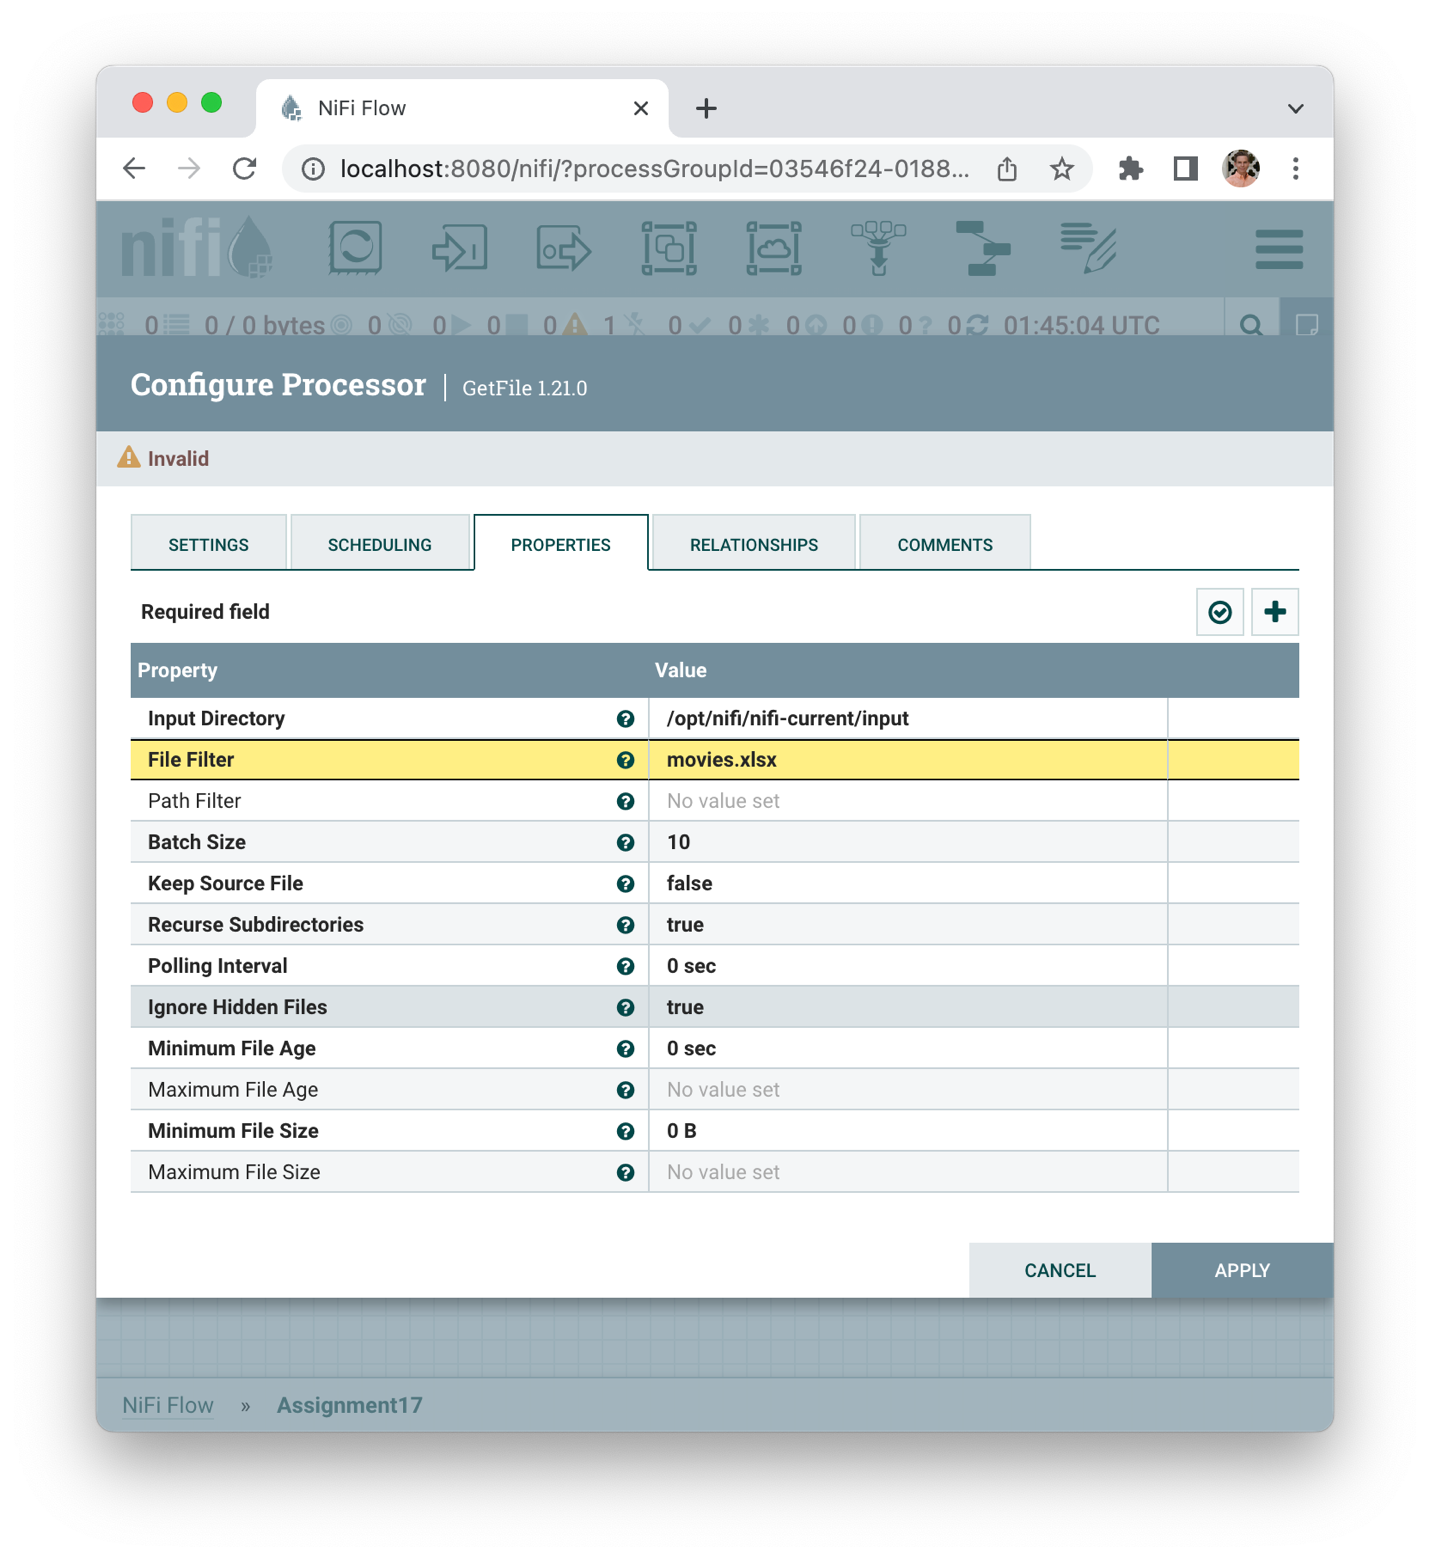 NiFi Flow
localhost:8080/nifi/?processGroupId=03546f24-0188...
nifi
0 0 / 0 bytes 0 0 0 0 1 0 0 0 0 0 0 01:45:04 UTC
Configure Processor | GetFile 1.21.0
Invalid
SETTINGS SCHEDULING PROPERTIES RELATIONSHIPS COMMENTS
Required field
Property Value
Input Directory /opt/nifi/nifi-current/input
File Filter movies.xlsx
Path Filter No value set
Batch Size 10
Keep Source File false
Recurse Subdirectories true
Polling Interval 0 sec
Ignore Hidden Files true
Minimum File Age 0 sec
Maximum File Age No value set
Minimum File Size 0 B
Maximum File Size No value set
CANCEL APPLY
NiFi Flow » Assignment17